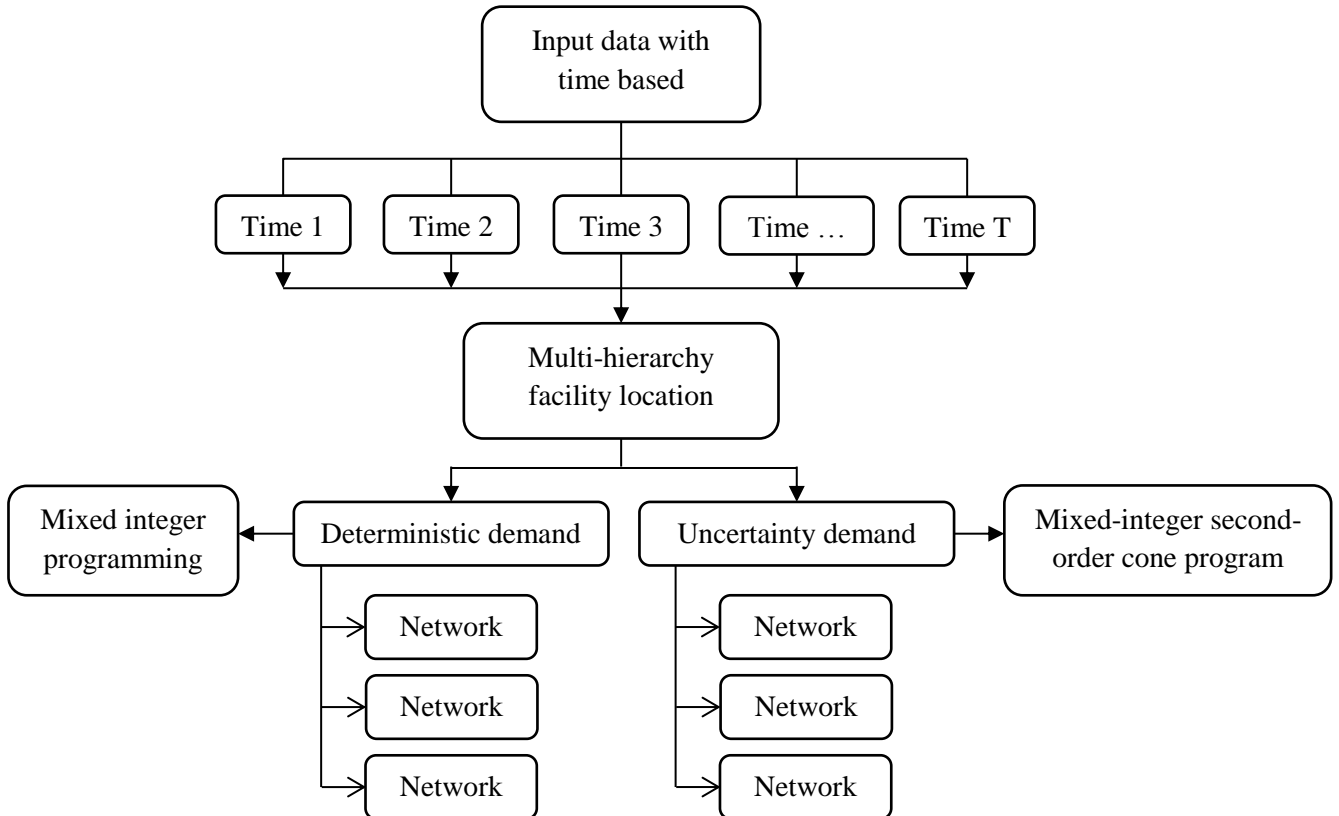 Input data with
time based
Time 1
Time 2
Time 3
Time …
Time T
Multi-hierarchy
facility location
Mixed integer
programming
Deterministic demand
Uncertainty demand
Mixed-integer second-
order cone program
Network
Network
Network
Network
Network
Network